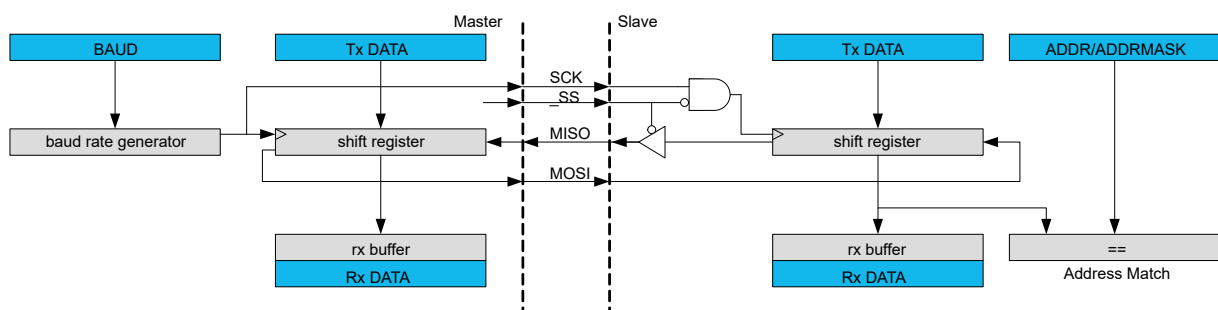 Master
Slave
BAUD
Tx DATA
Tx DATA
ADDR/ADDRMASK
SCK
_SS
baud rate generator
shift register
MISO
shift register
MOSI
rx buffer
rx buffer
==
Rx DATA
Rx DATA
Address Match